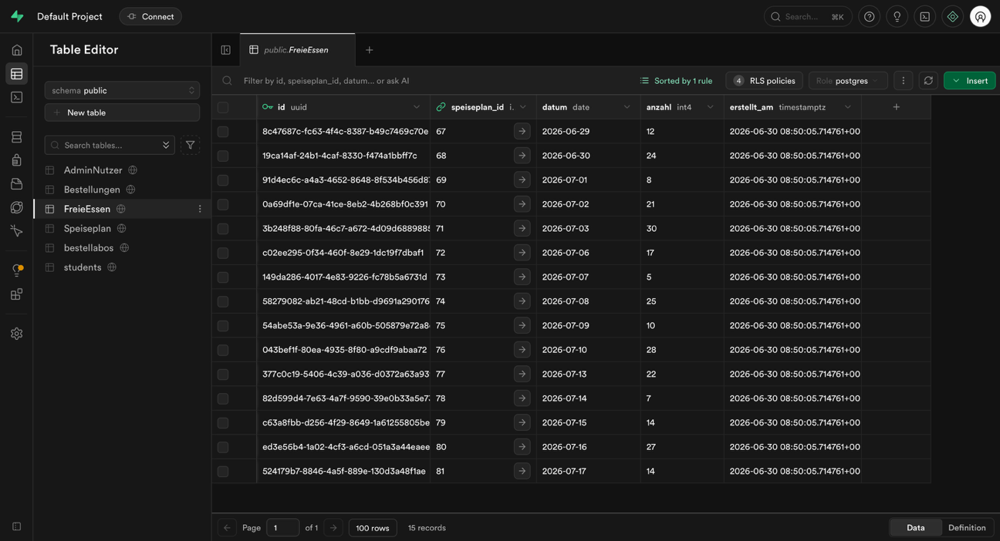 Default Project
Connect
Search... ⌘K
Table Editor
public.FreieEssen
schema public
New table
Search tables...
AdminNutzer
Bestellungen
FreieEssen
Speiseplan
bestellabos
students
Filter by id, speiseplan_id, datum... or ask AI
Sorted by 1 rule
4 RLS policies
Role postgres
Insert
id uuid speiseplan_id i. datum date anzahl int4 erstellt_am timestamptz
8c47687c-fc63-4f4c-8387-b49c7469c70e 67 2026-06-29 12 2026-06-30 08:50:05.714761+00
19ca14af-24b1-4caf-8330-f474a1bbff7c 68 2026-06-30 24 2026-06-30 08:50:05.714761+00
91d4ec6c-a4a3-4652-8648-8f534b456d8 69 2026-07-01 8 2026-06-30 08:50:05.714761+00
0a69df1e-07ca-41ce-8eb2-4b268bf0c391 70 2026-07-02 21 2026-06-30 08:50:05.714761+00
3b248f88-80fa-46c7-a672-4d09d688988 71 2026-07-03 30 2026-06-30 08:50:05.714761+00
c02ee295-0f34-460f-8e29-1dc19f7dbaf1 72 2026-07-06 17 2026-06-30 08:50:05.714761+00
149da286-4017-4e83-9226-fc78b5a6731d 73 2026-07-07 5 2026-06-30 08:50:05.714761+00
58279082-ab21-48cd-b1bb-d9691a290176 74 2026-07-08 25 2026-06-30 08:50:05.714761+00
54abe53a-9e36-4961-a60b-505879e72a8 75 2026-07-09 10 2026-06-30 08:50:05.714761+00
043bef1f-80ea-4935-8f80-a9cdf9abaa72 76 2026-07-10 28 2026-06-30 08:50:05.714761+00
377c0c19-5406-4c39-a036-d0372a63a93 77 2026-07-13 22 2026-06-30 08:50:05.714761+00
82d599d4-7e63-4a7f-9590-39e0b33a5e7 78 2026-07-14 7 2026-06-30 08:50:05.714761+00
c63a8fbb-d256-4f29-8649-1a61255805be 79 2026-07-15 14 2026-06-30 08:50:05.714761+00
ed3e56b4-1a02-4cf3-a6cd-051a3a44eaee 80 2026-07-16 27 2026-06-30 08:50:05.714761+00
524179b7-8846-4a5f-889e-130d3a48f1ae 81 2026-07-17 14 2026-06-30 08:50:05.714761+00
Page 1 of 1 100 rows 15 records
Data Definition